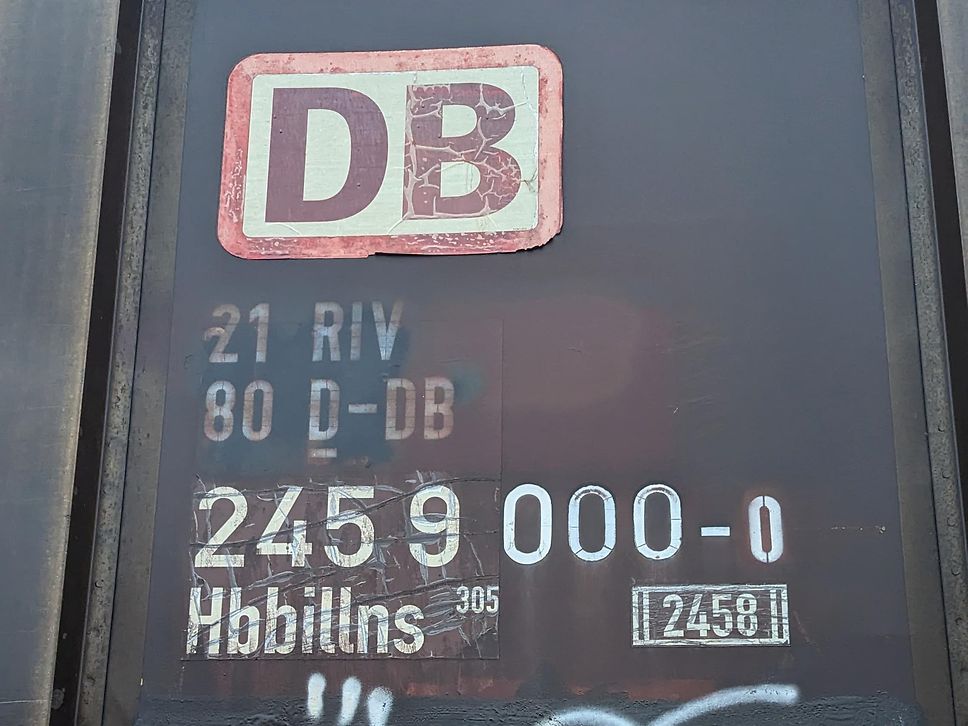 DB
21 RIV
80 D-DB
2459 000-0
Hbbillns 305
2458